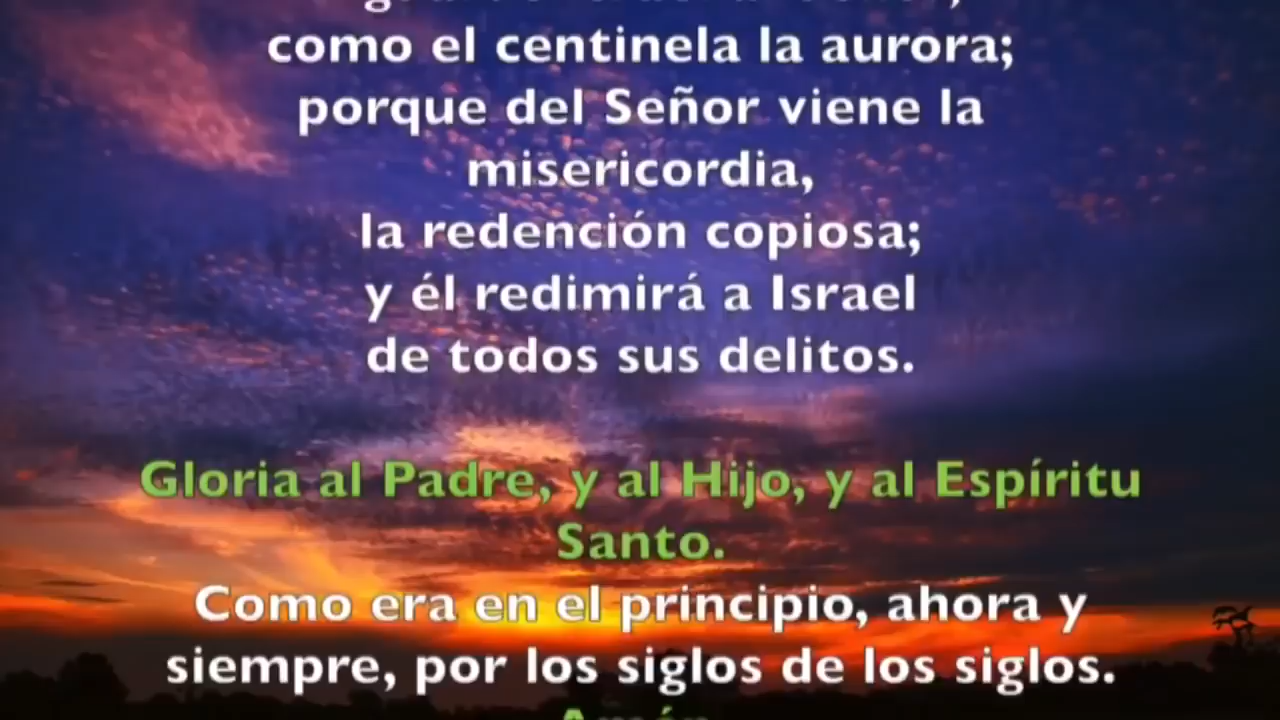 como el centinela la aurora;
porque del Señor viene la
misericordia,
la redención copiosa;
y él redimirá a Israel
de todos sus delitos.
Gloria al Padre, y al Hijo, y al Espíritu
Santo.
Como era en el principio, ahora y
siempre, por los siglos de los siglos.